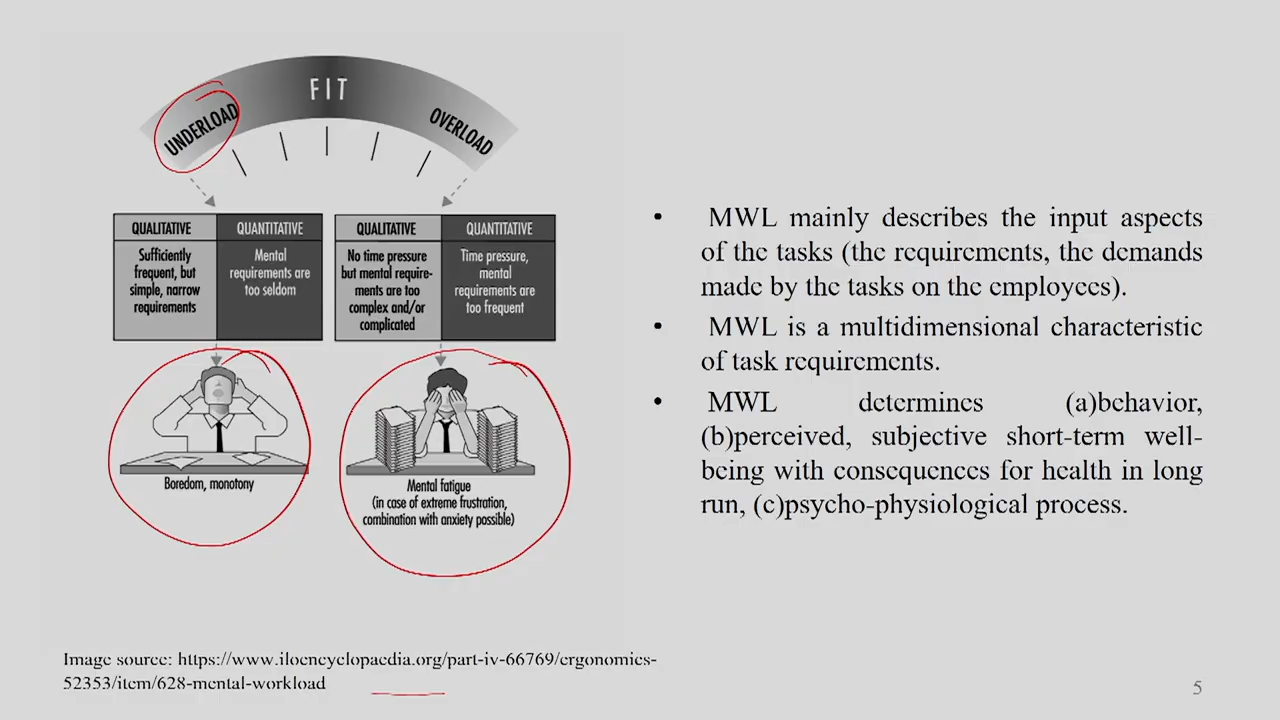 FIT
UNDERLOAD
OVERLOAD
QUALITATIVE
Sufficiently
frequent, but
simple, narrow
requirements
QUANTITATIVE
Mental
requirements are
too seldom
QUALITATIVE
No time pressure
but mental require-
ments are too
complex and/or
complicated
QUANTITATIVE
Time pressure,
mental
requirements are
too frequent
Boredom, monotony
Mental fatigue
(in case of extreme frustration,
combination with anxiety possible)
• MWL mainly describes the input aspects
of the tasks (the requirements, the demands
made by the tasks on the employees).
• MWL is a multidimensional characteristic
of task requirements.
• MWL determines (a)behavior,
(b)perceived, subjective short-term well-
being with consequences for health in long
run, (c)psycho-physiological process.
Image source: https://www.iloencyclopaedia.org/part-iv-66769/ergonomics-
52353/item/628-mental-workload
5